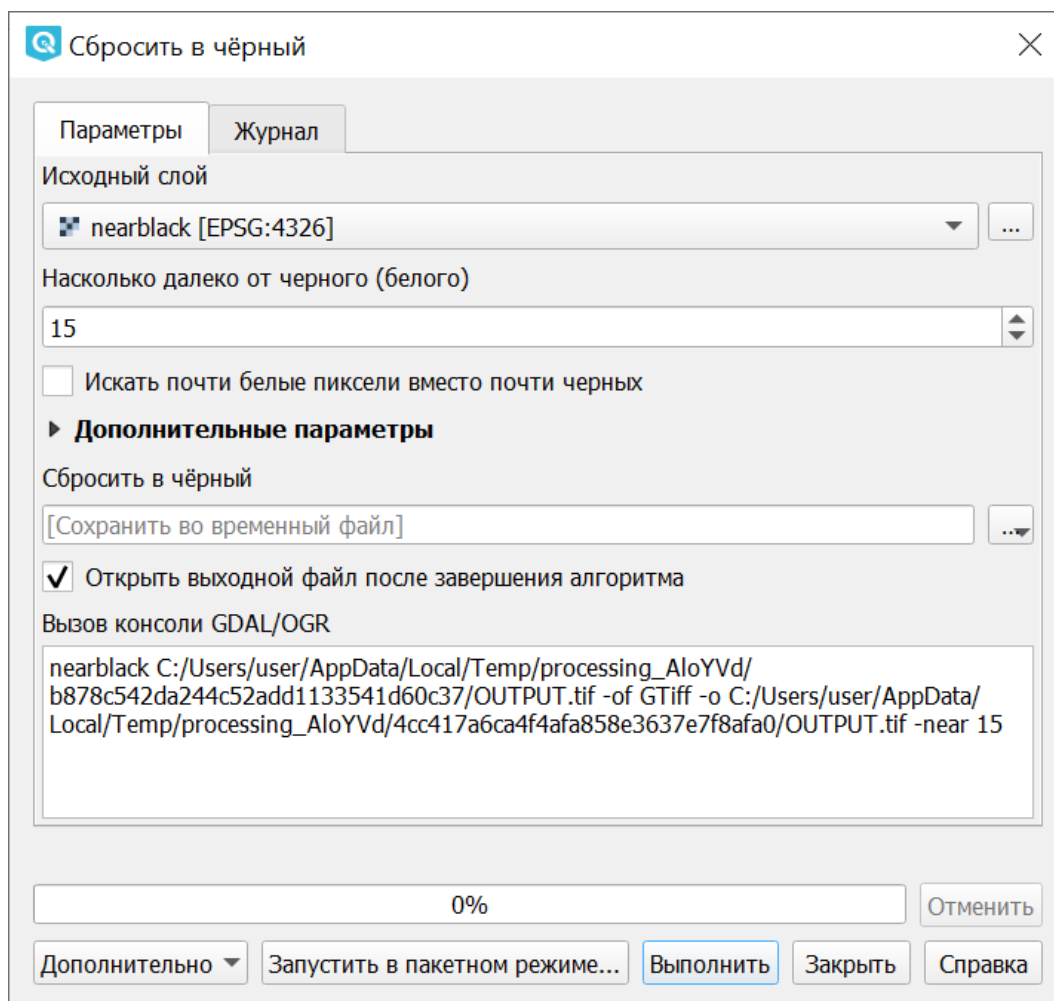 Сбросить в чёрный
Параметры
Журнал
Исходный слой
nearblack [EPSG:4326]
...
Насколько далеко от черного (белого)
15
Искать почти белые пиксели вместо почти черных
Дополнительные параметры
Сбросить в чёрный
[Сохранить во временный файл]
...
Открыть выходной файл после завершения алгоритма
Вызов консоли GDAL/OGR
nearblack C:/Users/user/AppData/Local/Temp/processing_AloYVd/
b878c542da244c52add1133541d60c37/OUTPUT.tif -of GTiff -o C:/Users/user/AppData/
Local/Temp/processing_AloYVd/4cc417a6ca4f4afa858e3637e7f8afa0/OUTPUT.tif -near 15
0%
Отменить
Дополнительно
Запустить в пакетном режиме...
Выполнить
Закрыть
Справка